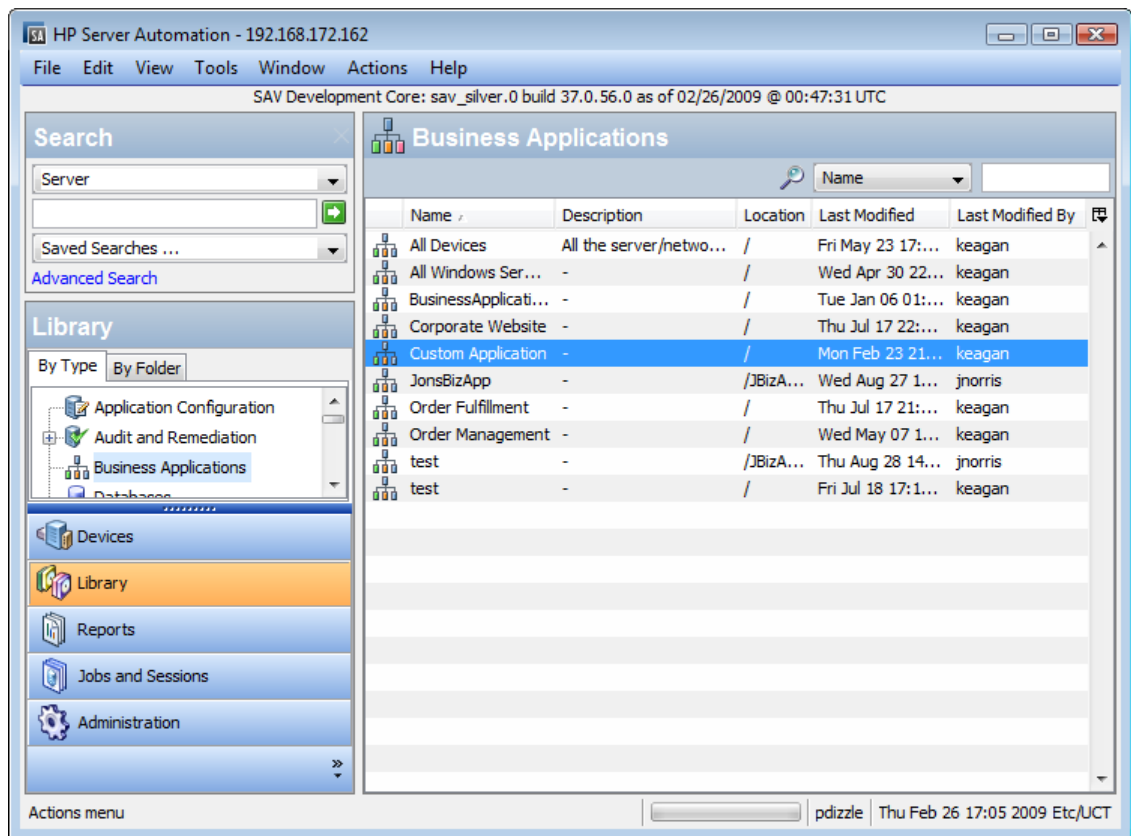 SA HP Server Automation - 192.168.172.162
File Edit View Tools Window Actions Help
SAV Development Core: sav_silver.0 build 37.0.56.0 as of 02/26/2009 @ 00:47:31 UTC
Search
Server
Saved Searches ...
Advanced Search
Library
By Type By Folder
Application Configuration
Audit and Remediation
Business Applications
Databases
Devices
Library
Reports
Jobs and Sessions
Administration
Business Applications
Name
Name Description Location Last Modified Last Modified By
All Devices All the server/netwo... / Fri May 23 17:... keagan
All Windows Ser... - / Wed Apr 30 22... keagan
BusinessApplicati... - / Tue Jan 06 01:... keagan
Corporate Website - / Thu Jul 17 22:... keagan
Custom Application - / Mon Feb 23 21... keagan
JonsBizApp - /JBizA... Wed Aug 27 1... jnorris
Order Fulfillment - / Thu Jul 17 21:... keagan
Order Management - / Wed May 07 1... keagan
test - /JBizA... Thu Aug 28 14... jnorris
test - / Fri Jul 18 17:1... keagan
Actions menu
pdizzle Thu Feb 26 17:05 2009 Etc/UCT